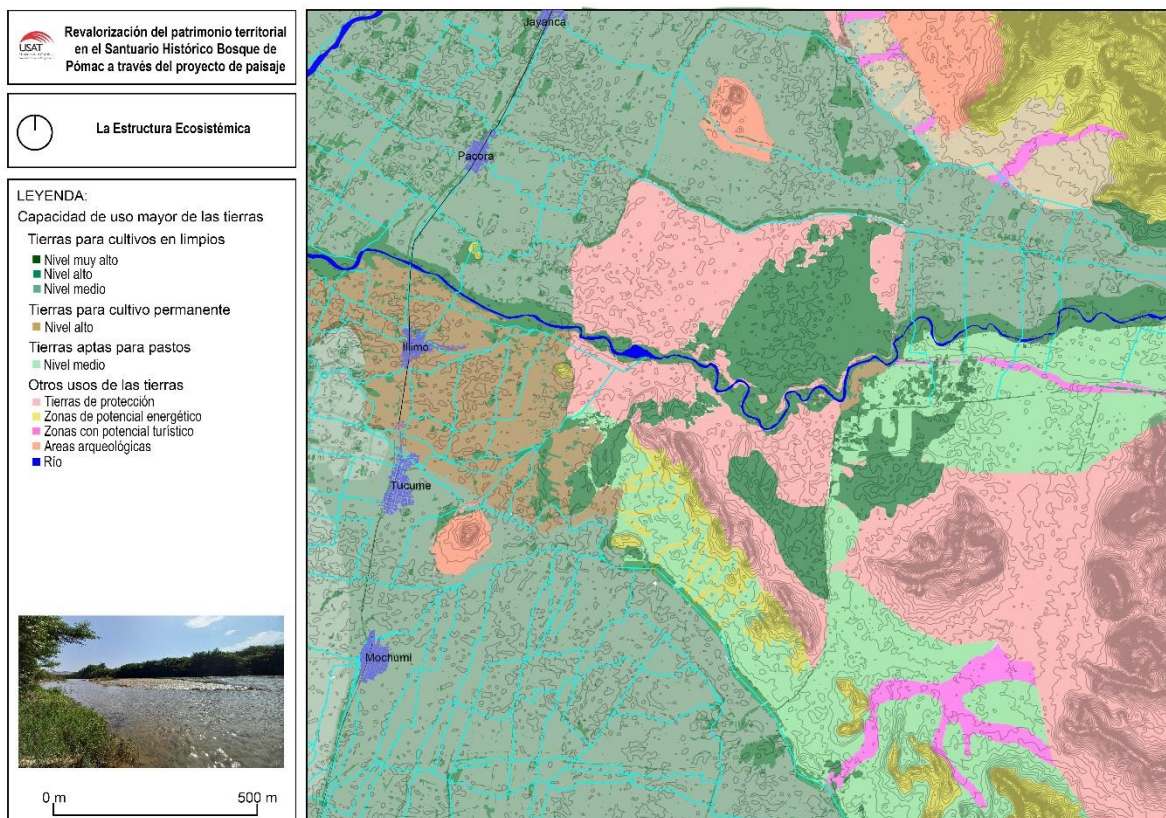 USAT
Revalorización del patrimonio territorial
en el Santuario Histórico Bosque de
Pómac a través del proyecto de paisaje
La Estructura Ecosistémica
LEYENDA:
Capacidad de uso mayor de las tierras
Tierras para cultivos en limpios
Nivel muy alto
Nivel alto
Nivel medio
Tierras para cultivo permanente
Nivel alto
Tierras aptas para pastos
Nivel medio
Otros usos de las tierras
Tierras de protección
Zonas de potencial energético
Zonas con potencial turístico
Areas arqueológicas
Río
0 m
500 m
Jayanca
Pacora
Illimo
Tucume
Mochumi